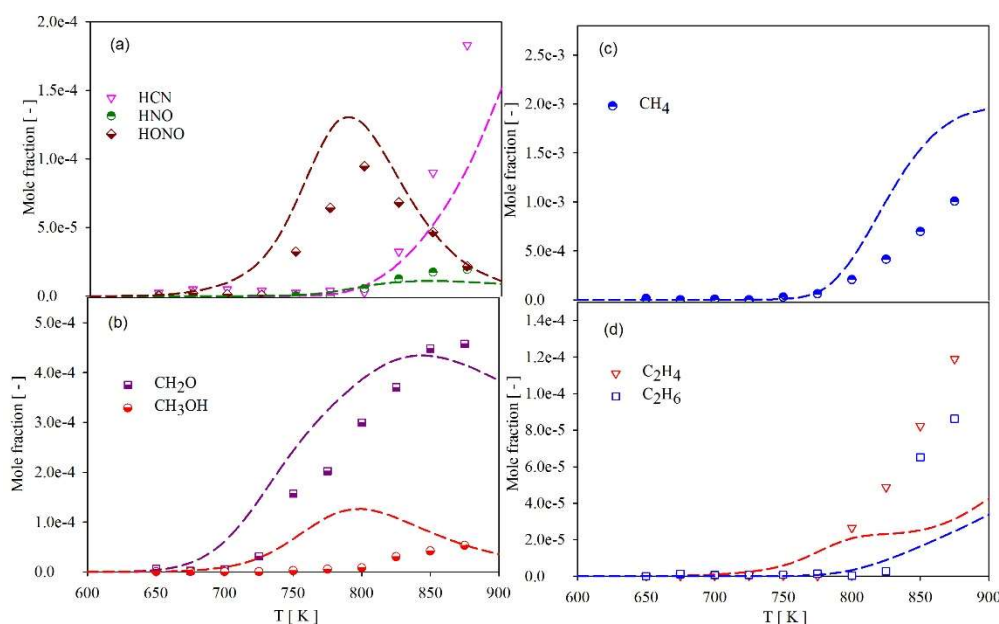 (a)
HCN
HNO
HONO
Mole fraction [ - ]
2.0e-4
1.5e-4
1.0e-4
5.0e-5
0.0
(c)
CH4
Mole fraction [ - ]
2.5e-3
2.0e-3
1.5e-3
1.0e-3
5.0e-4
0.0
(b)
CH2O
CH3OH
Mole fraction [ - ]
5.0e-4
4.0e-4
3.0e-4
2.0e-4
1.0e-4
0.0
600 650 700 750 800 850 900
T [ K ]
(d)
C2H4
C2H6
Mole fraction [ - ]
1.4e-4
1.2e-4
1.0e-4
8.0e-5
6.0e-5
4.0e-5
2.0e-5
0.0
600 650 700 750 800 850 900
T [ K ]